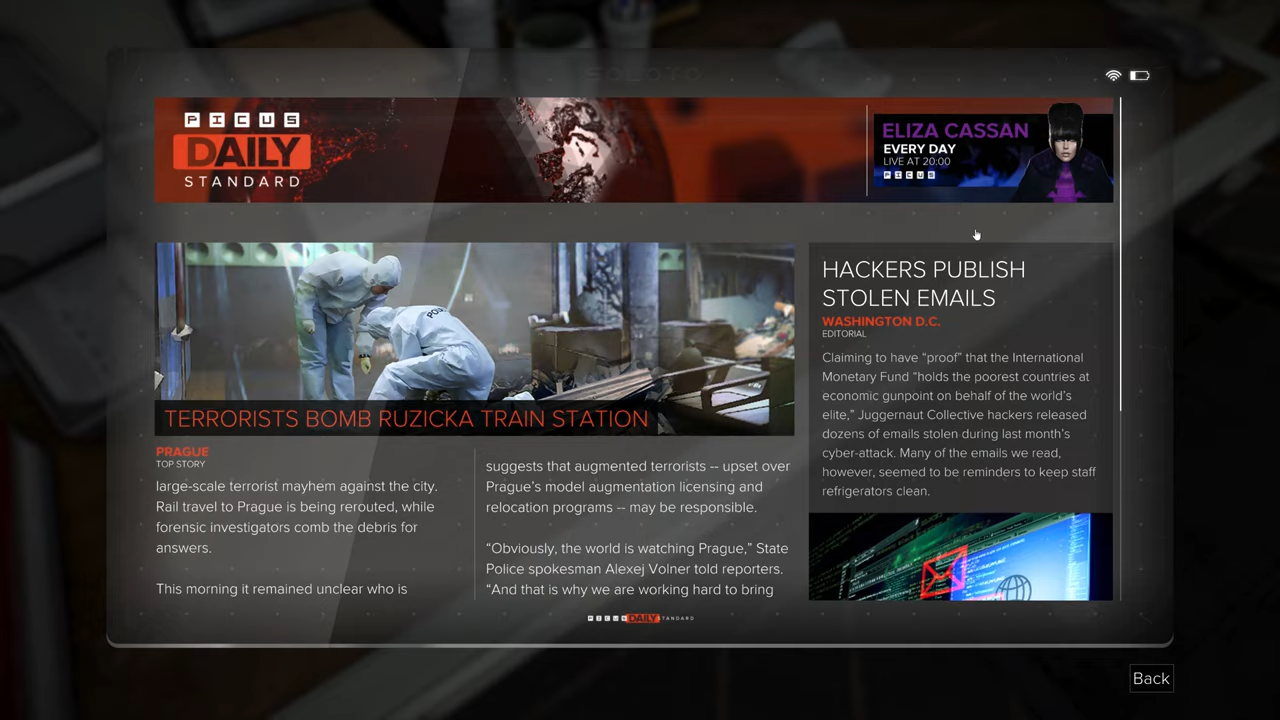 SOLOTO
PICUS
DAILY
STANDARD
ELIZA CASSAN
EVERY DAY
LIVE AT 20:00
PICUS
TERRORISTS BOMB RUZICKA TRAIN STATION
PRAGUE
TOP STORY
large-scale terrorist mayhem against the city.
Rail travel to Prague is being rerouted, while
forensic investigators comb the debris for
answers.
This morning it remained unclear who is
suggests that augmented terrorists -- upset over
Prague's model augmentation licensing and
relocation programs -- may be responsible.
“Obviously, the world is watching Prague,” State
Police spokesman Alexej Volner told reporters.
“And that is why we are working hard to bring
HACKERS PUBLISH
STOLEN EMAILS
WASHINGTON D.C.
EDITORIAL
Claiming to have “proof” that the International
Monetary Fund “holds the poorest countries at
economic gunpoint on behalf of the world's
elite,” Juggernaut Collective hackers released
dozens of emails stolen during last month's
cyber-attack. Many of the emails we read,
however, seemed to be reminders to keep staff
refrigerators clean.
PICUS DAILY STANDARD
Back